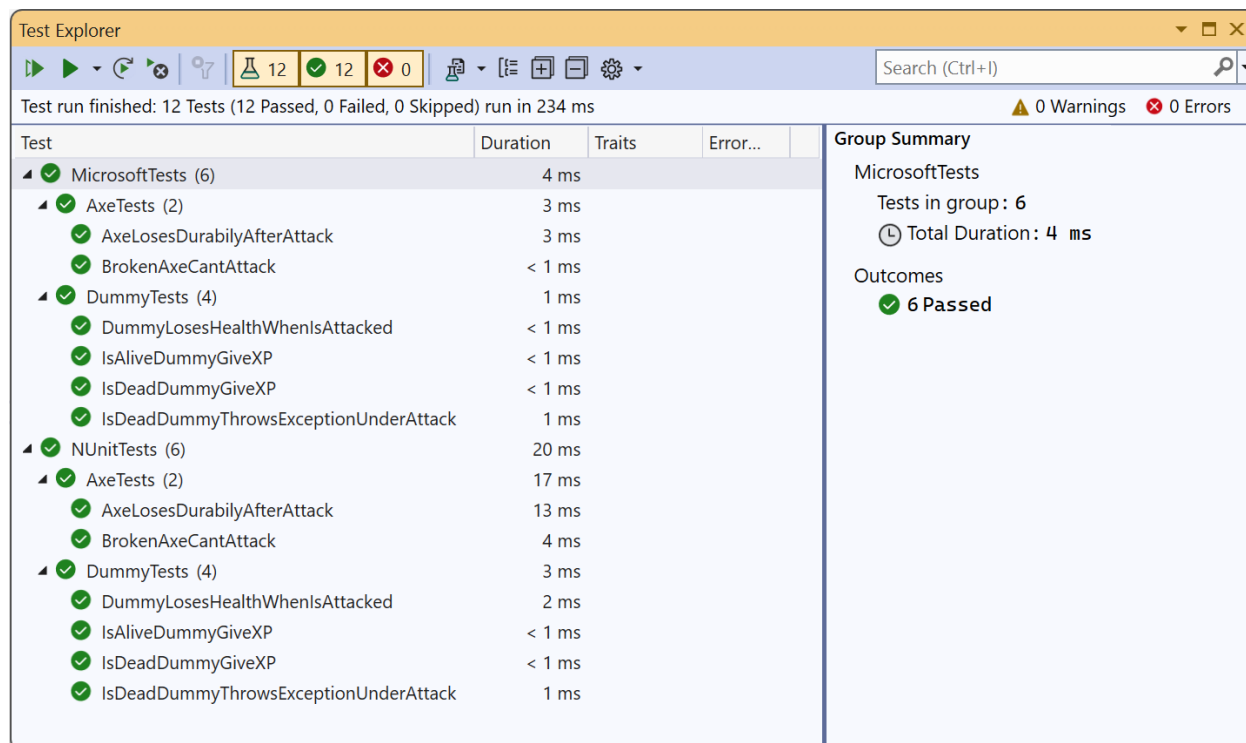 Test Explorer
12 12 0
Search (Ctrl+I)
Test run finished: 12 Tests (12 Passed, 0 Failed, 0 Skipped) run in 234 ms
0 Warnings 0 Errors
Test Duration Traits Error...
MicrosoftTests (6) 4 ms
AxeTests (2) 3 ms
AxeLosesDurabilyAfterAttack 3 ms
BrokenAxeCantAttack < 1 ms
DummyTests (4) 1 ms
DummyLosesHealthWhenIsAttacked < 1 ms
IsAliveDummyGiveXP < 1 ms
IsDeadDummyGiveXP < 1 ms
IsDeadDummyThrowsExceptionUnderAttack 1 ms
NUnitTests (6) 20 ms
AxeTests (2) 17 ms
AxeLosesDurabilyAfterAttack 13 ms
BrokenAxeCantAttack 4 ms
DummyTests (4) 3 ms
DummyLosesHealthWhenIsAttacked 2 ms
IsAliveDummyGiveXP < 1 ms
IsDeadDummyGiveXP < 1 ms
IsDeadDummyThrowsExceptionUnderAttack 1 ms
Group Summary
MicrosoftTests
Tests in group: 6
Total Duration: 4 ms
Outcomes
6 Passed